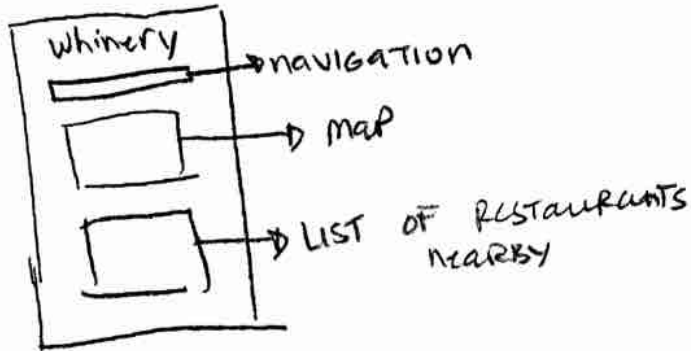 whinery
navigation
map
LIST OF RESTAURANTS
NEARBY